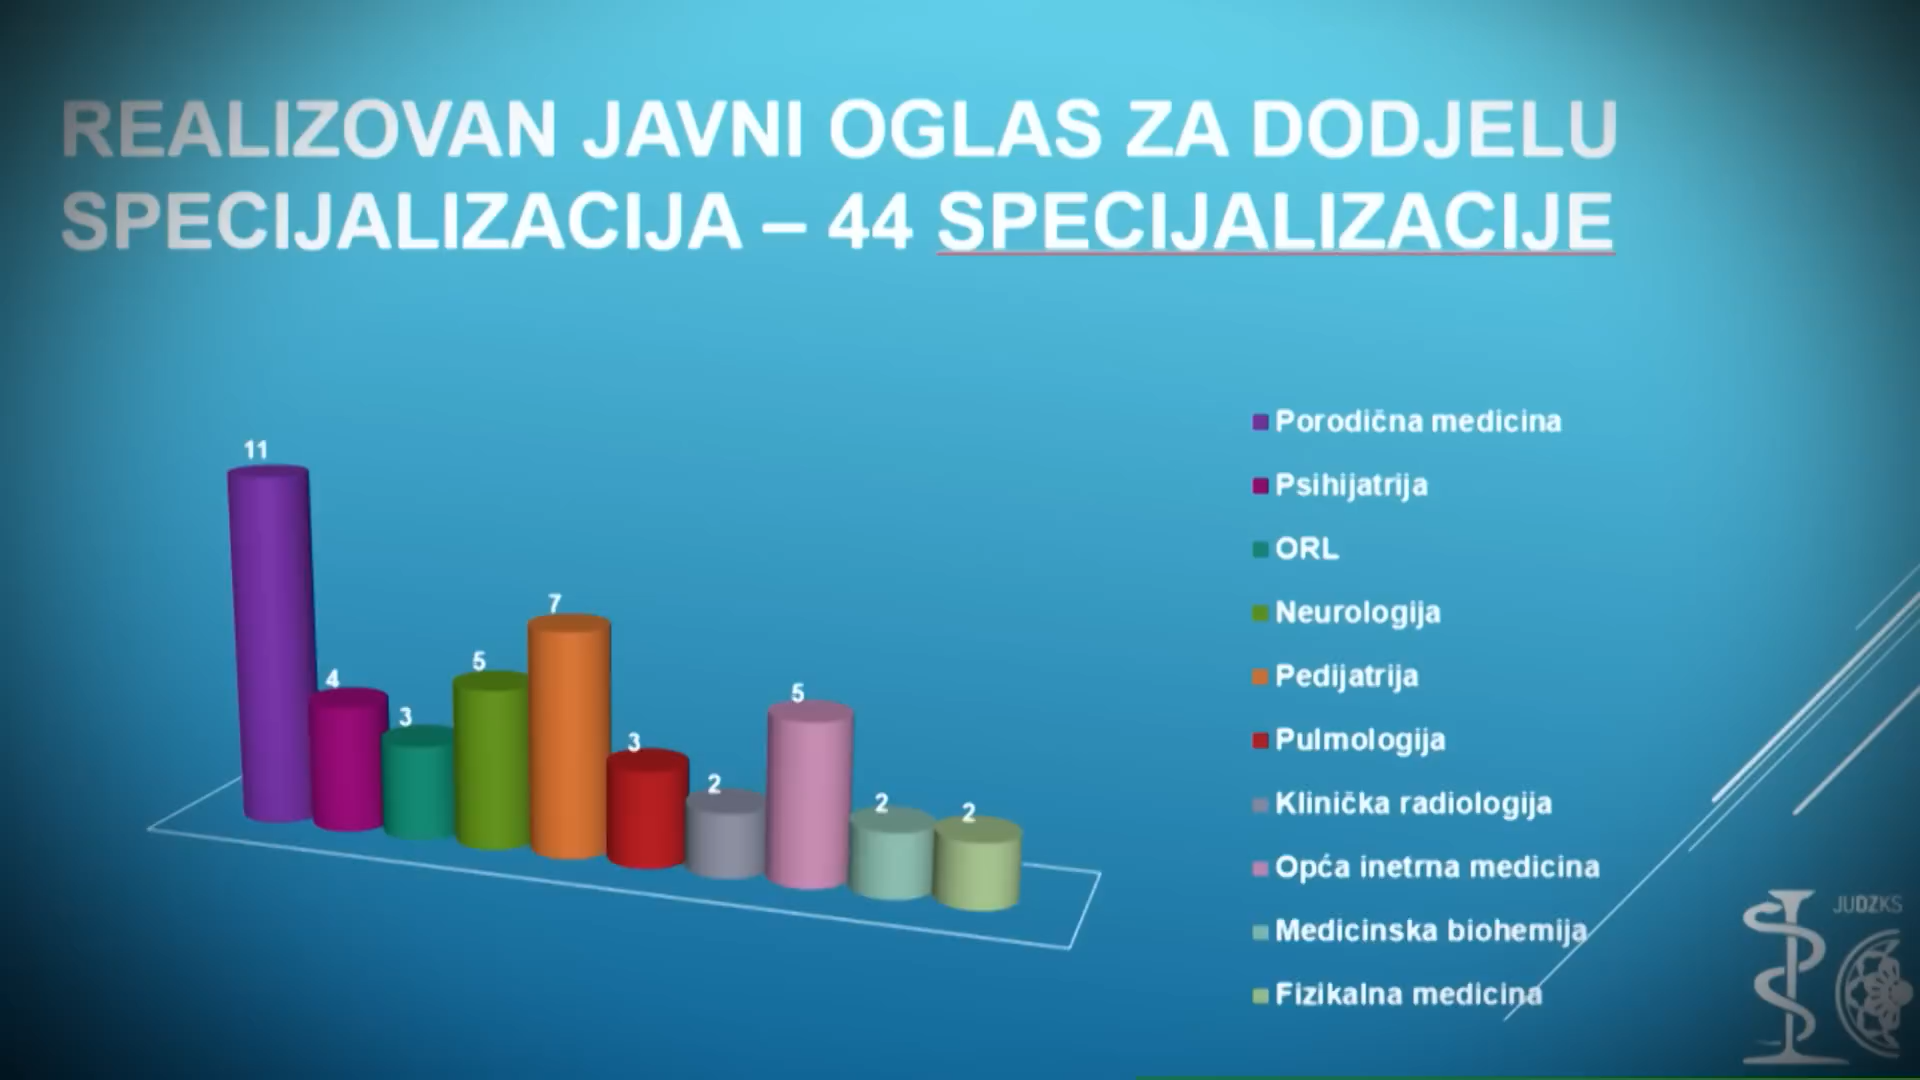 REALIZOVAN JAVNI OGLAS ZA DODJELU
SPECIJALIZACIJA – 44 SPECIJALIZACIJE
11
4
3
5
7
3
2
5
2
2
Porodična medicina
Psihijatrija
ORL
Neurologija
Pedijatrija
Pulmologija
Klinička radiologija
Opća inetrna medicina
Medicinska biohemija
Fizikalna medicina
JUDZKS